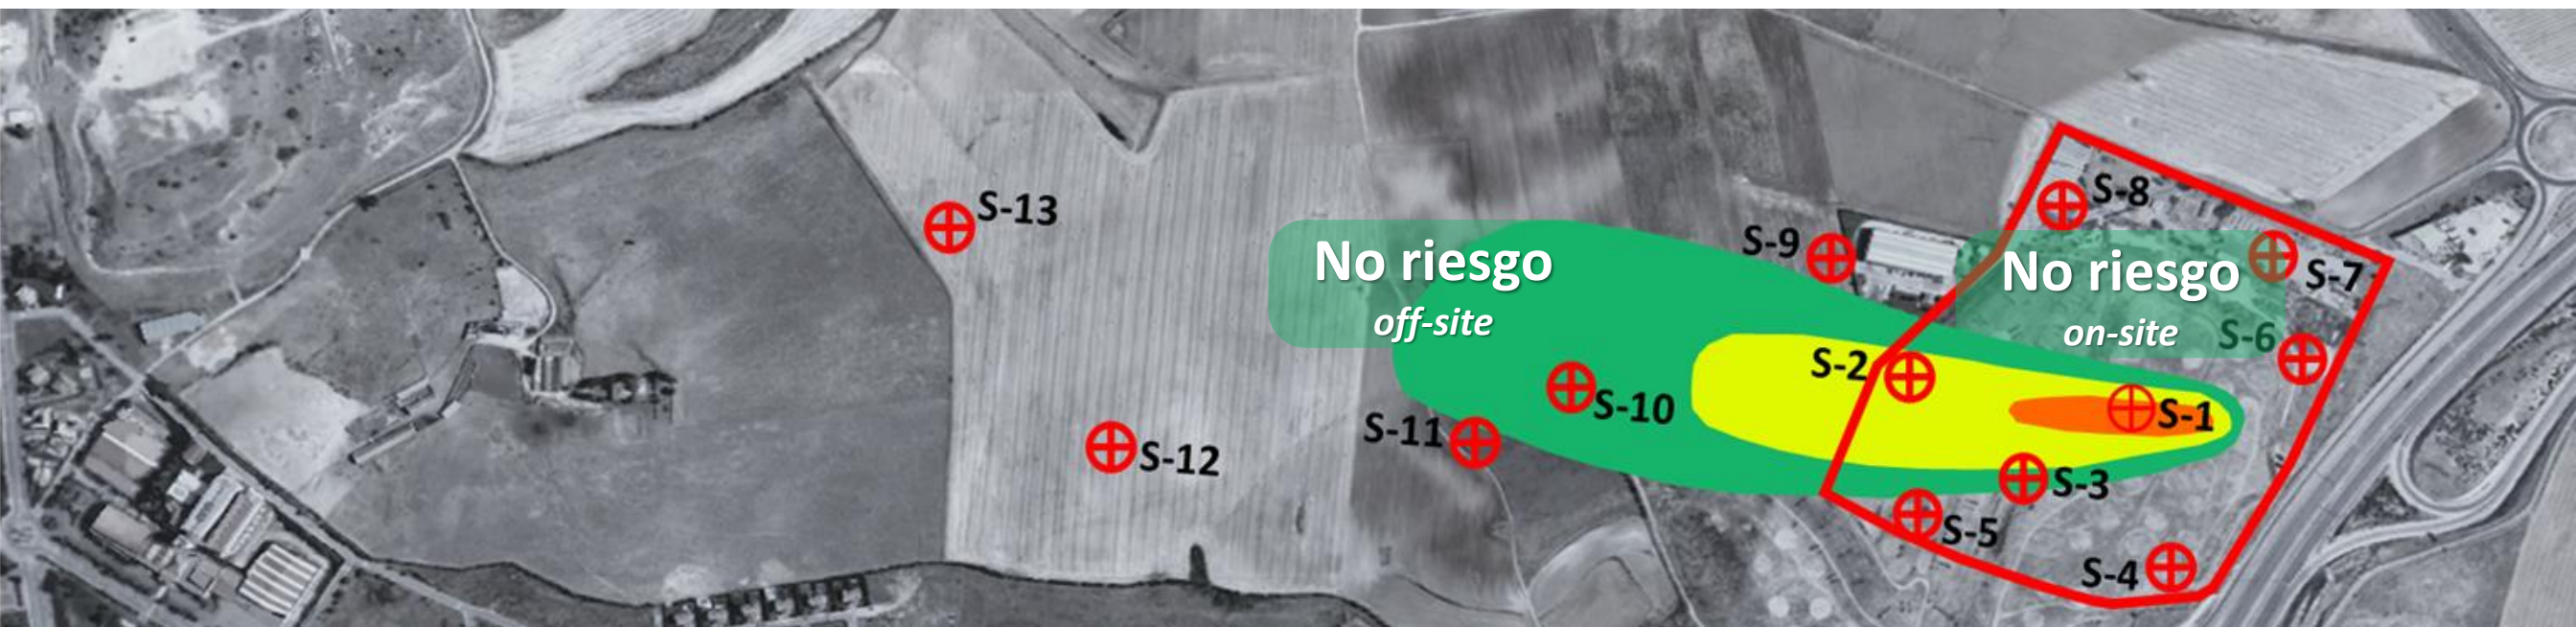 S-8
S-13
S-9
No riesgo
off-site
No riesgo
on-site
S-7
S-6
S-2
S-10
S-1
S-11
S-12
S-3
S-5
S-4